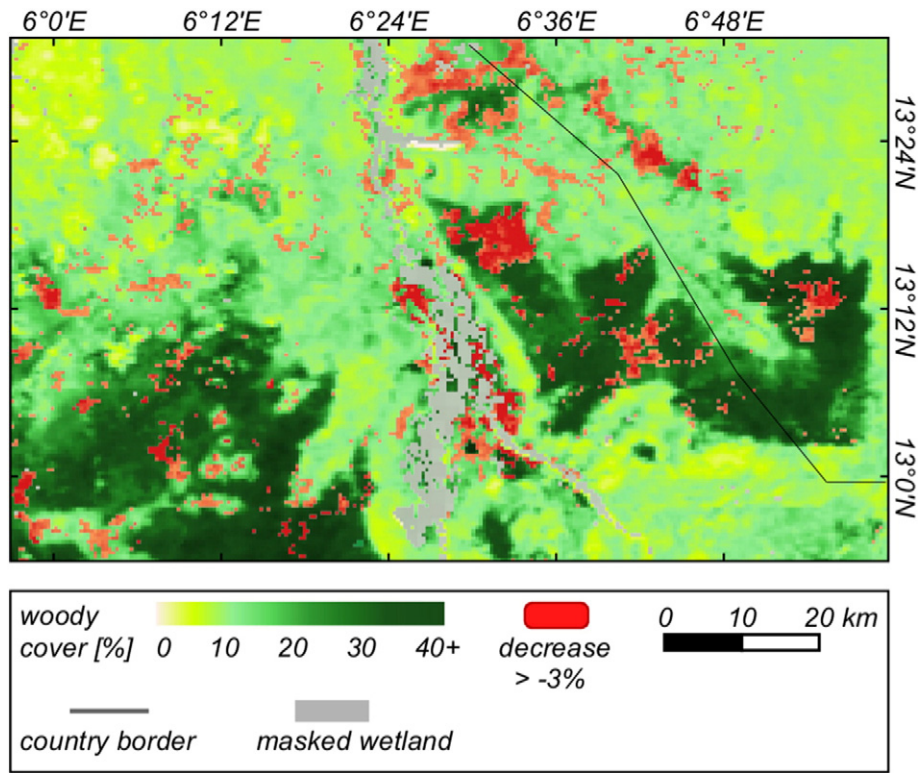 6°0'E 6°12'E 6°24'E 6°36'E 6°48'E
13°24'N
13°12'N
13°0'N
woody
cover [%] 0 10 20 30 40+
decrease
> -3%
0 10 20 km
country border
masked wetland